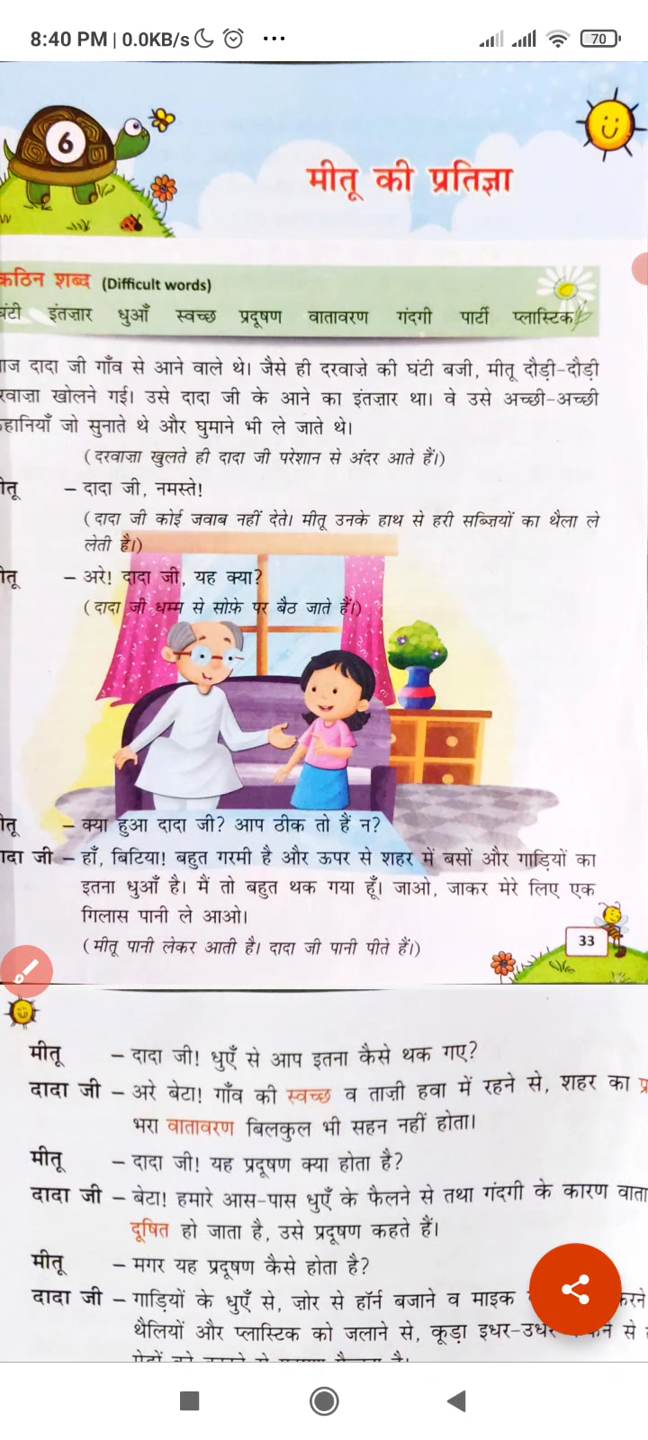 8:40 PM | 0.0KB/s
70
6
मीतू की प्रतिज्ञा
कठिन शब्द (Difficult words)
घंटी इंतज़ार धुआँ स्वच्छ प्रदूषण वातावरण गंदगी पार्टी प्लास्टिक
दादा जी गाँव से आने वाले थे। जैसे ही दरवाज़े की घंटी बजी, मीतू दौड़ी-दौड़ी
खोलने गई। उसे दादा जी के आने का इंतज़ार था। वे उसे अच्छी-अच्छी
जो सुनाते थे और घुमाने भी ले जाते थे।
(दरवाज़ा खुलते ही दादा जी परेशान से अंदर आते हैं।)
मीतू – दादा जी, नमस्ते!
(दादा जी कोई जवाब नहीं देते। मीतू उनके हाथ से हरी सब्ज़ियों का थैला ले
लेती है।)
मीतू – अरे! दादा जी, यह क्या?
(दादा जी धम्म से सोफ़े पर बैठ जाते हैं।)
मीतू – क्या हुआ दादा जी? आप ठीक तो हैं न?
दादा जी – हाँ, बिटिया! बहुत गरमी है और ऊपर से शहर में बसों और गाड़ियों का
इतना धुआँ है। मैं तो बहुत थक गया हूँ। जाओ, जाकर मेरे लिए एक
गिलास पानी ले आओ।
(मीतू पानी लेकर आती है। दादा जी पानी पीते हैं।)
33
मीतू – दादा जी! धुएँ से आप इतना कैसे थक गए?
दादा जी – अरे बेटा! गाँव की स्वच्छ व ताज़ी हवा में रहने से, शहर का
भरा वातावरण बिलकुल भी सहन नहीं होता।
मीतू – दादा जी! यह प्रदूषण क्या होता है?
दादा जी – बेटा! हमारे आस-पास धुएँ के फैलने से तथा गंदगी के कारण वाता
दूषित हो जाता है, उसे प्रदूषण कहते हैं।
मीतू – मगर यह प्रदूषण कैसे होता है?
दादा जी – गाड़ियों के धुएँ से, ज़ोर से हॉर्न बजाने व माइक
थैलियों और प्लास्टिक को जलाने से, कूड़ा इधर-उधर से